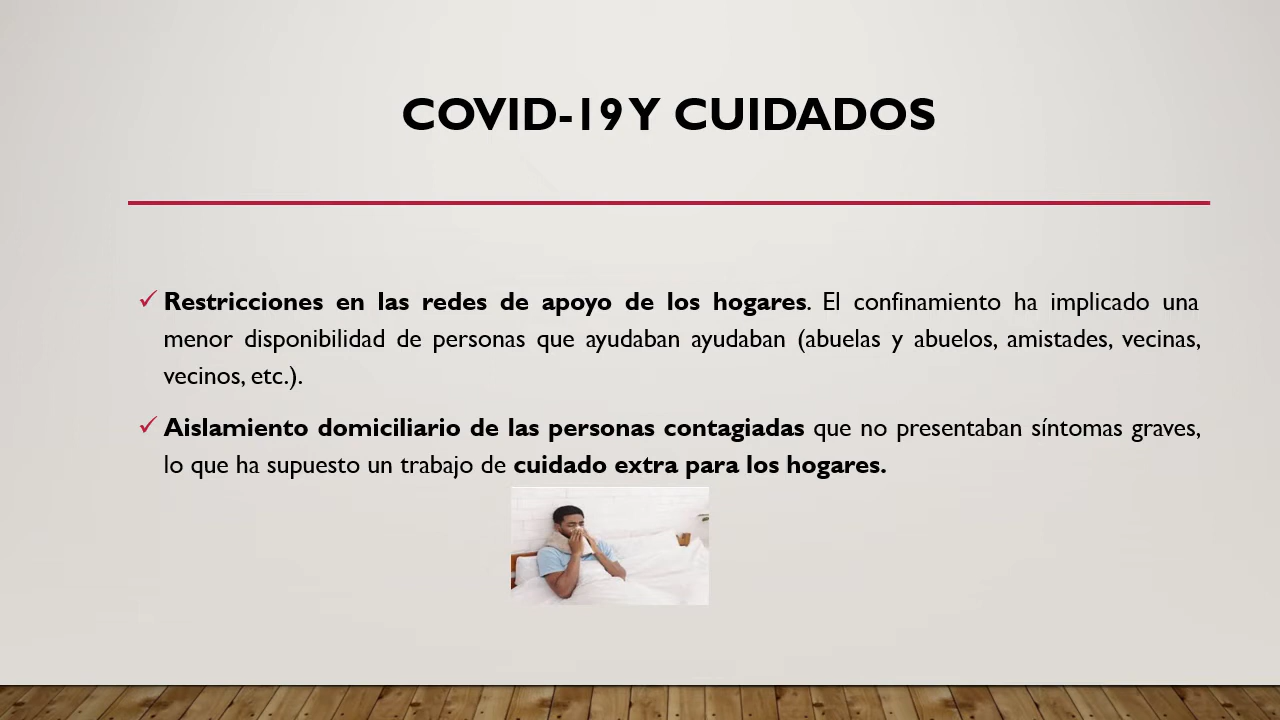 COVID-19 Y CUIDADOS
✓ Restricciones en las redes de apoyo de los hogares. El confinamiento ha implicado una
menor disponibilidad de personas que ayudaban ayudaban (abuelas y abuelos, amistades, vecinas,
vecinos, etc.).
✓ Aislamiento domiciliario de las personas contagiadas que no presentaban síntomas graves,
lo que ha supuesto un trabajo de cuidado extra para los hogares.